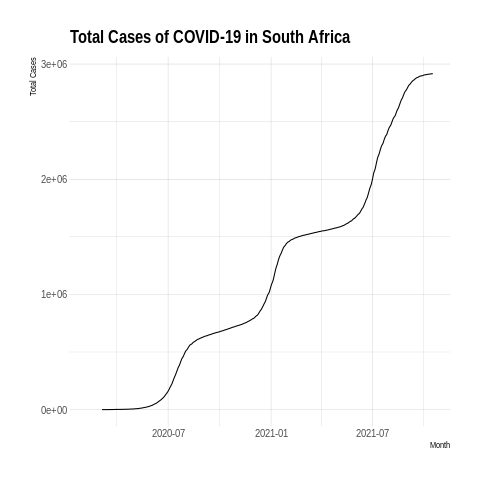 Total Cases of COVID-19 in South Africa
Total Cases
3e+06
2e+06
1e+06
0e+00
2020-07 2021-01 2021-07
Month